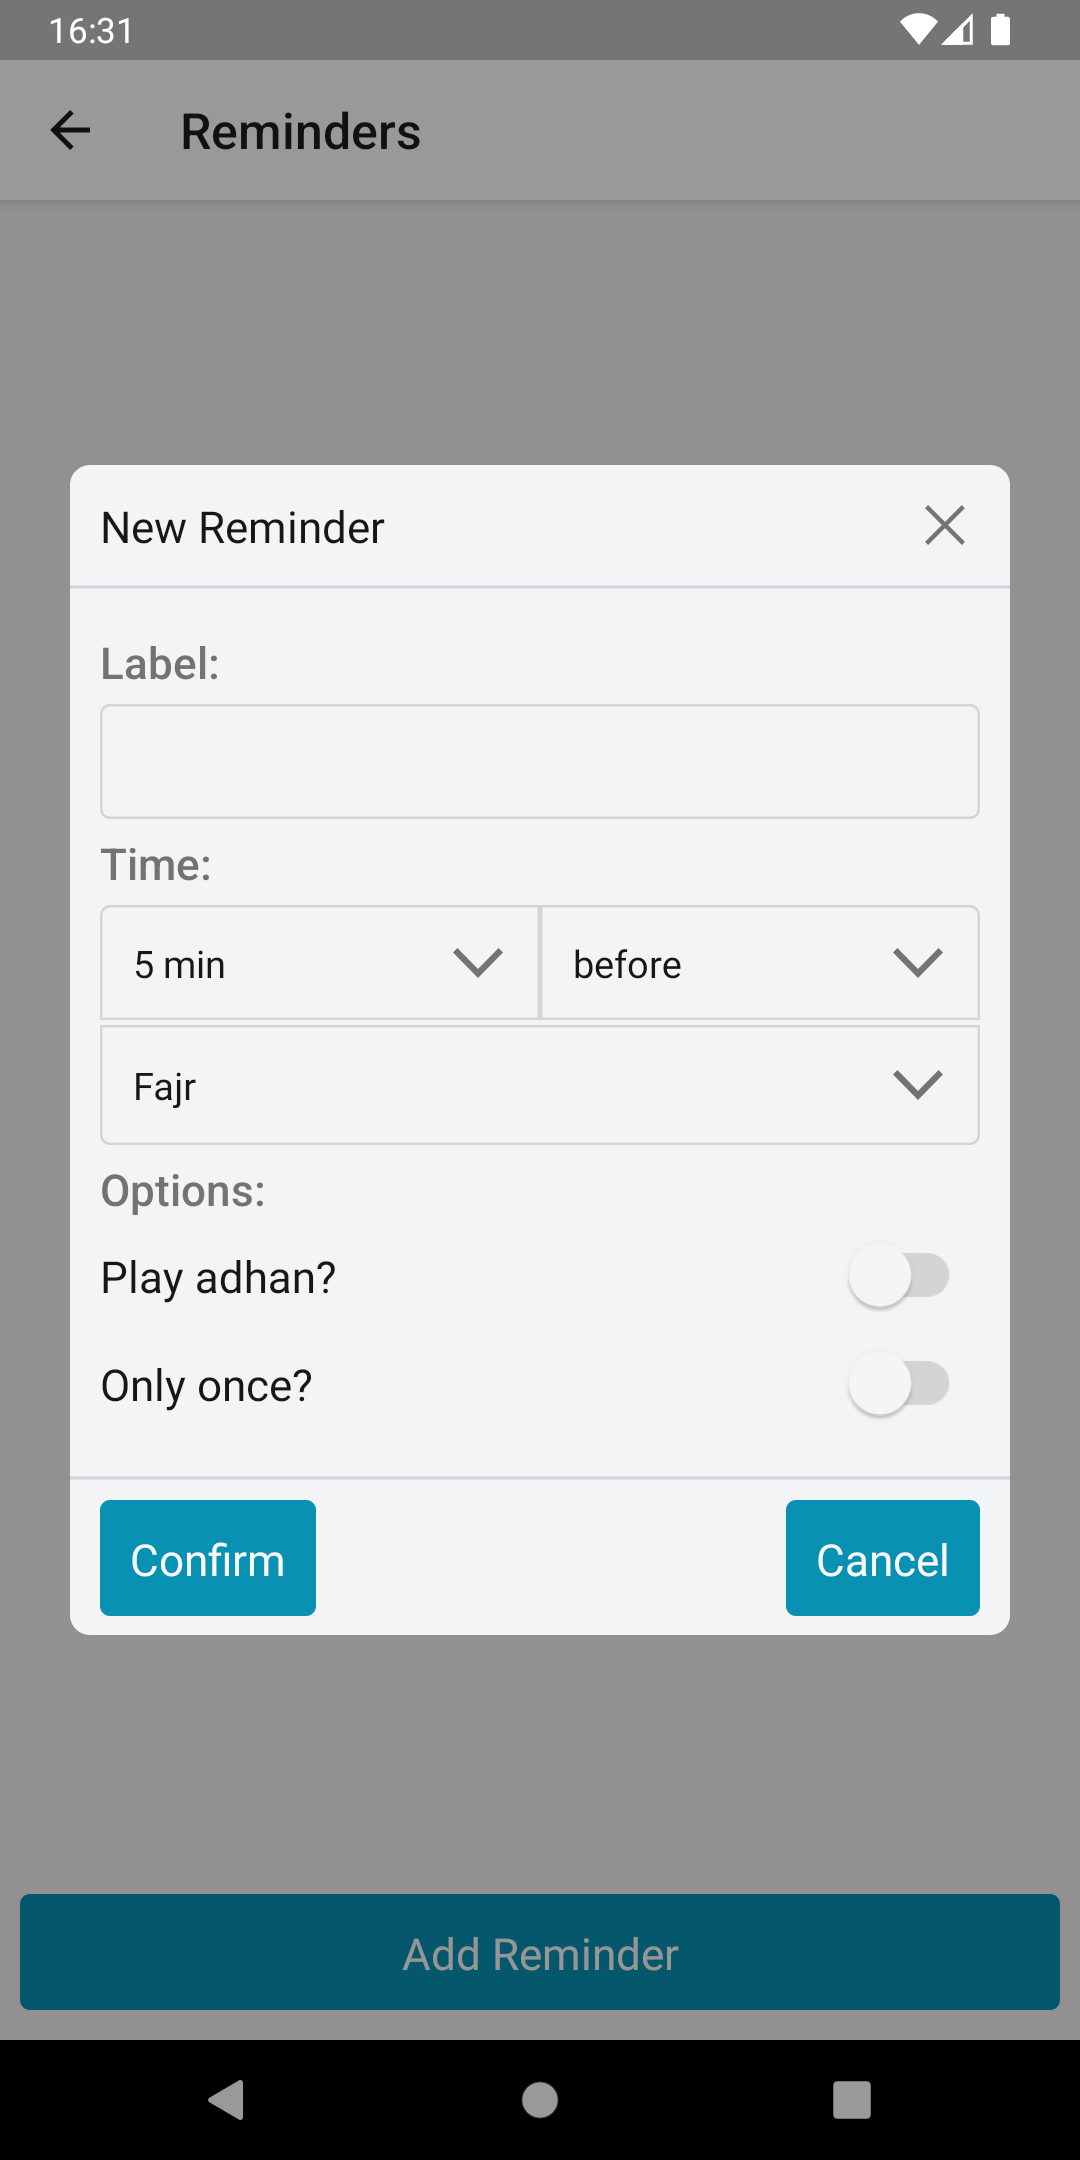 16:31
Reminders
New Reminder
Label:
Time:
5 min before
Fajr
Options:
Play adhan?
Only once?
Confirm Cancel
Add Reminder